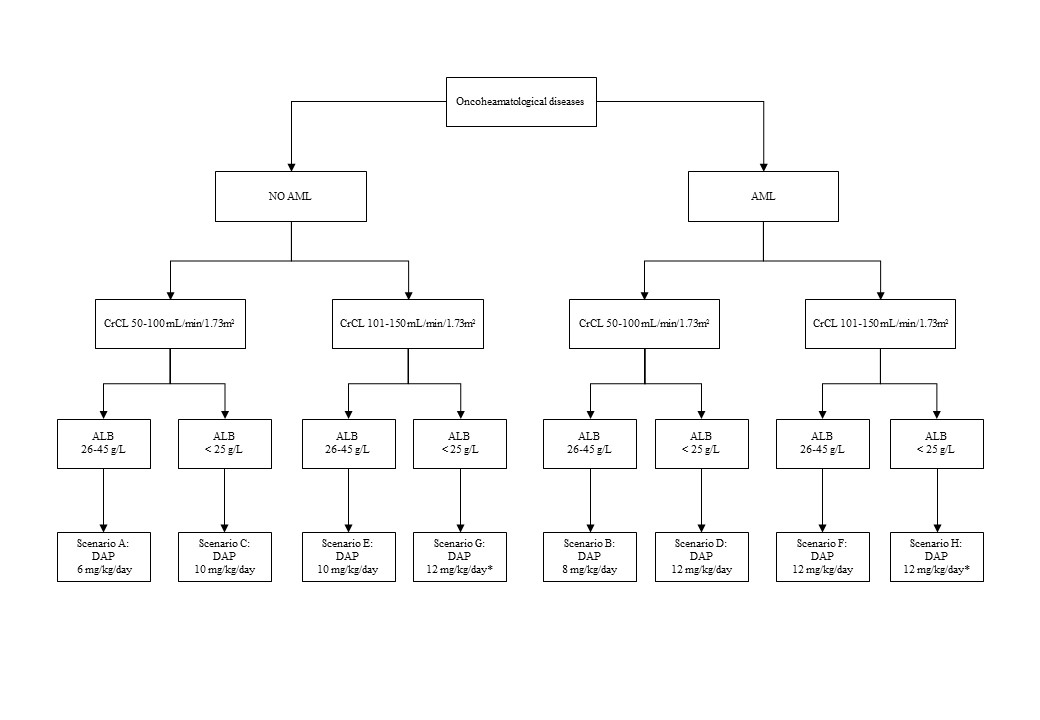 Oncoheamatological diseases
NO AML
AML
CrCL 50-100 mL/min/1.73m²
CrCL 101-150 mL/min/1.73m²
CrCL 50-100 mL/min/1.73m²
CrCL 101-150 mL/min/1.73m²
ALB
26-45 g/L
ALB
< 25 g/L
ALB
26-45 g/L
ALB
< 25 g/L
ALB
26-45 g/L
ALB
< 25 g/L
ALB
26-45 g/L
ALB
< 25 g/L
Scenario A:
DAP
6 mg/kg/day
Scenario C:
DAP
10 mg/kg/day
Scenario E:
DAP
10 mg/kg/day
Scenario G:
DAP
12 mg/kg/day*
Scenario B:
DAP
8 mg/kg/day
Scenario D:
DAP
12 mg/kg/day
Scenario F:
DAP
12 mg/kg/day
Scenario H:
DAP
12 mg/kg/day*